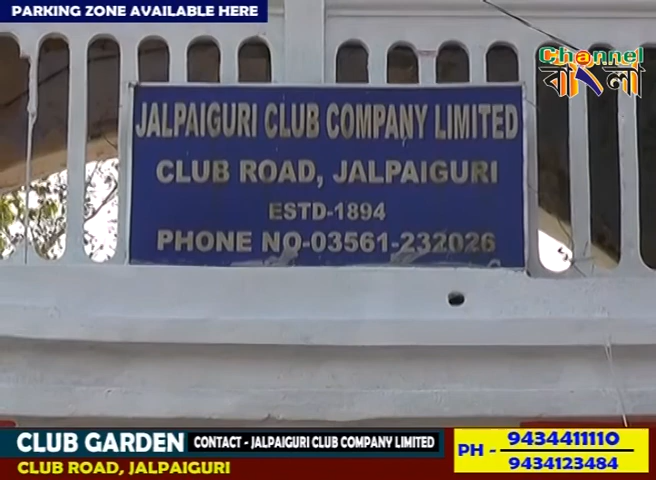 PARKING ZONE AVAILABLE HERE
Channel
বাংলা
JALPAIGURI CLUB COMPANY LIMITED
CLUB ROAD, JALPAIGURI
ESTD-1894
PHONE NO-03561-232026
CLUB GARDEN CONTACT - JALPAIGURI CLUB COMPANY LIMITED
CLUB ROAD, JALPAIGURI
PH - 9434411110
9434123484